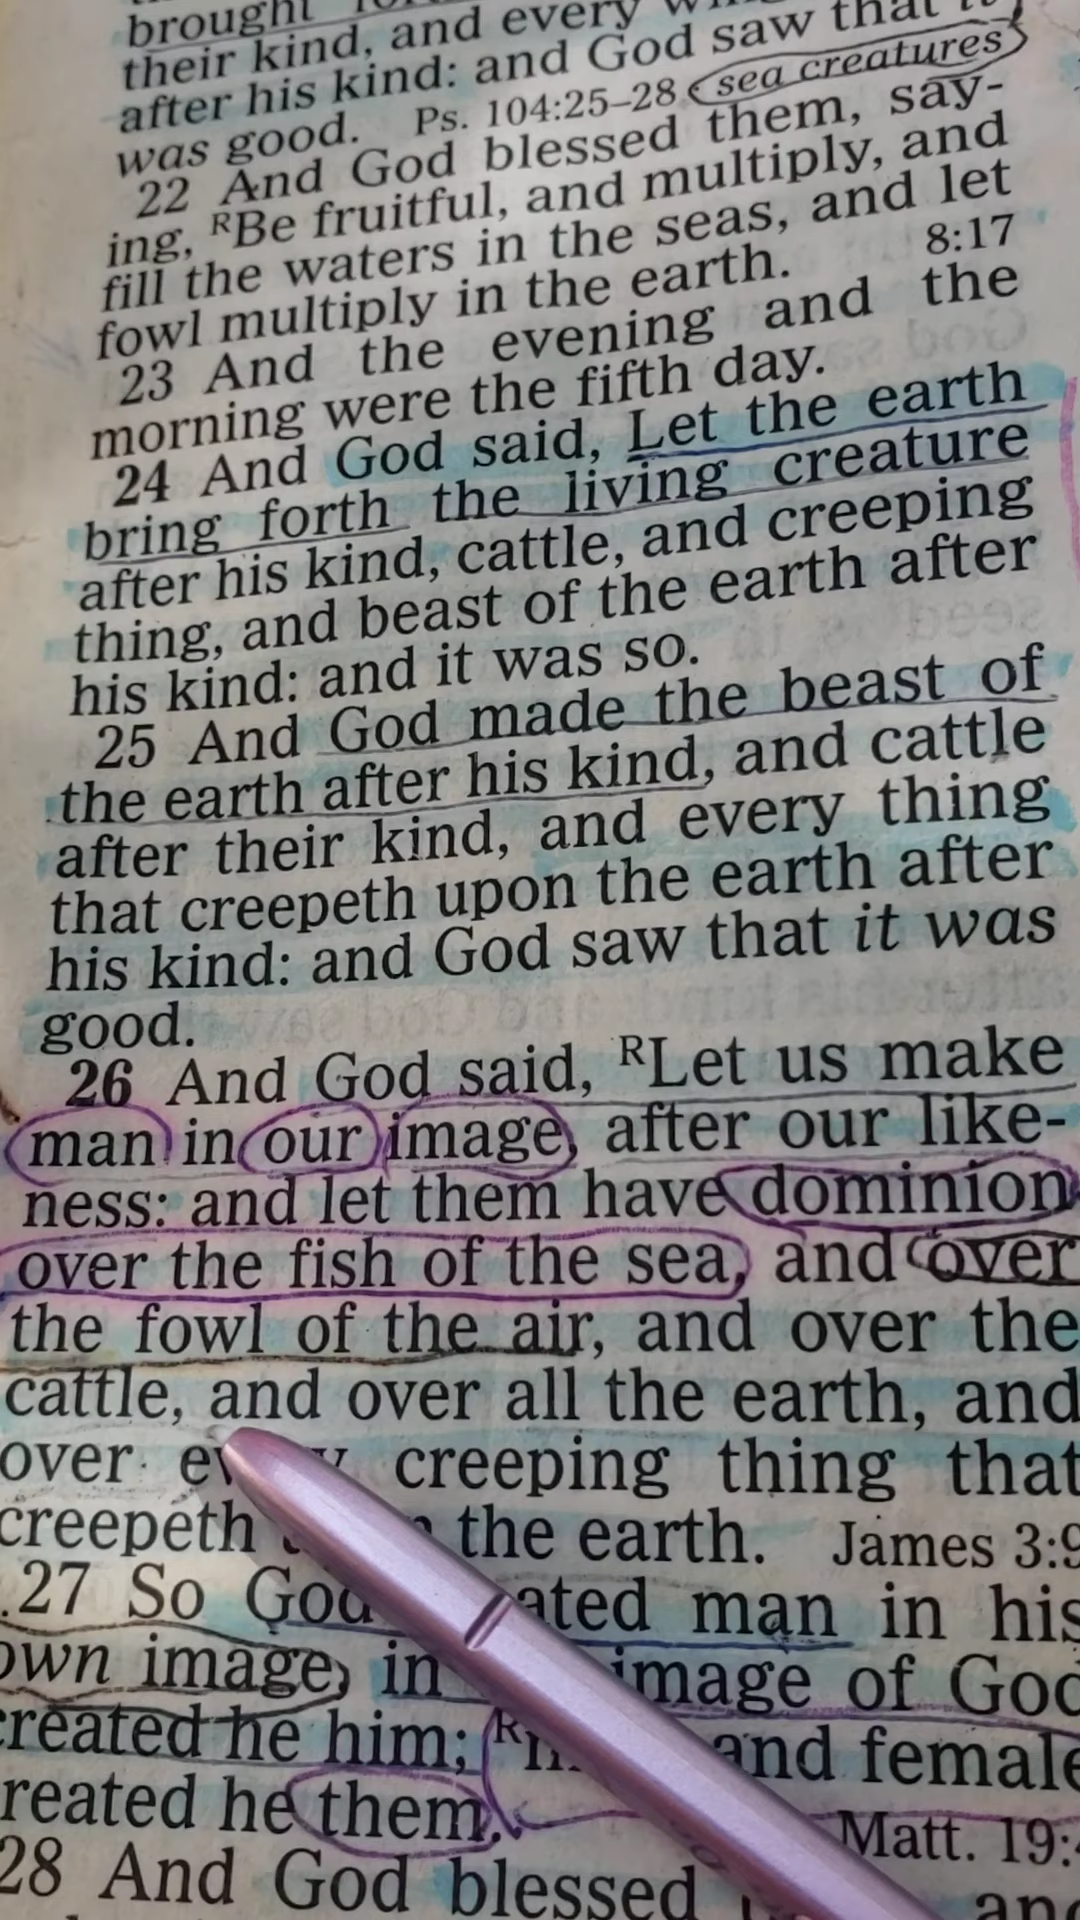 brought
their kind, and every
after his kind: and God saw that it
was good. Ps. 104:25–28 sea creatures
22 And God blessed them, say-
ing, RBe fruitful, and multiply, and
fill the waters in the seas, and let
fowl multiply in the earth. 8:17
23 And the evening and the
morning were the fifth day.
24 And God said, Let the earth
bring forth the living creature
after his kind, cattle, and creeping
thing, and beast of the earth after
his kind: and it was so.
25 And God made the beast of
the earth after his kind, and cattle
after their kind, and every thing
that creepeth upon the earth after
his kind: and God saw that it was
good.
26 And God said, RLet us make
man in our image, after our like-
ness: and let them have dominion
over the fish of the sea, and over
the fowl of the air, and over the
cattle, and over all the earth, and
over creeping thing that
creepeth the earth. James 3:9
27 So God ated man in his
own image, in image of God
created he him; R and female
reated he them. Matt. 19:4
28 And God blessed